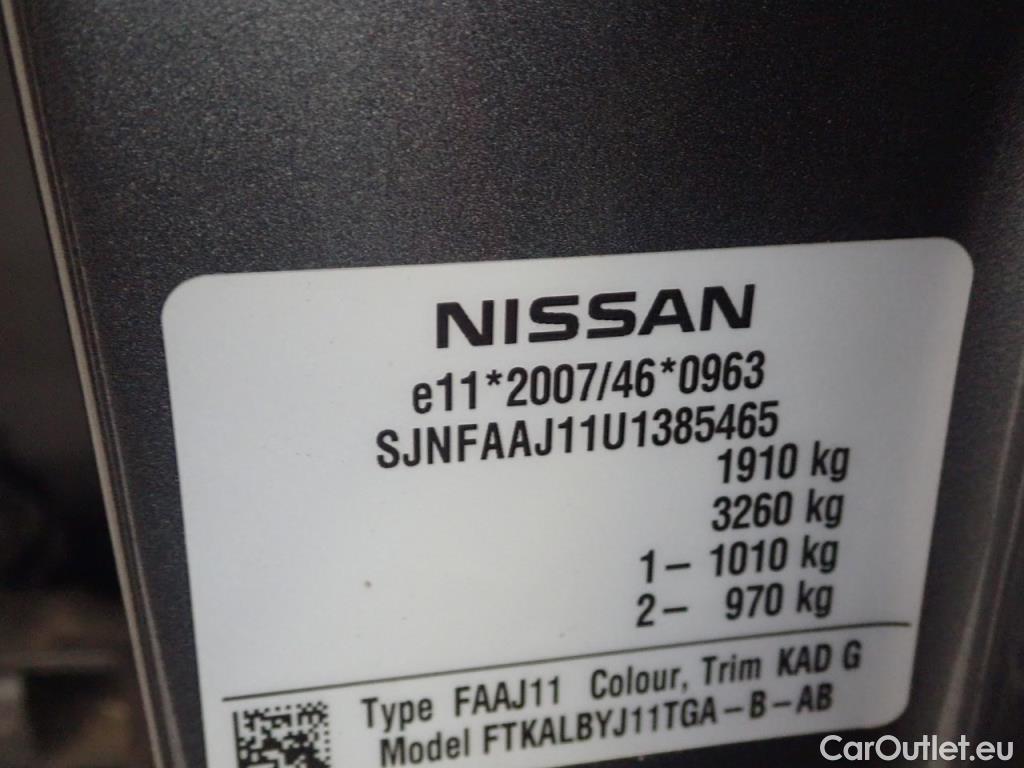 NISSAN
e11*2007/46*0963
SJNFAAJ11U1385465
1910 kg
3260 kg
1- 1010 kg
2- 970 kg
Type FAAJ11 Colour, Trim KAD G
Model FTKALBYJ11TGA-B-AB
CarOutlet.eu